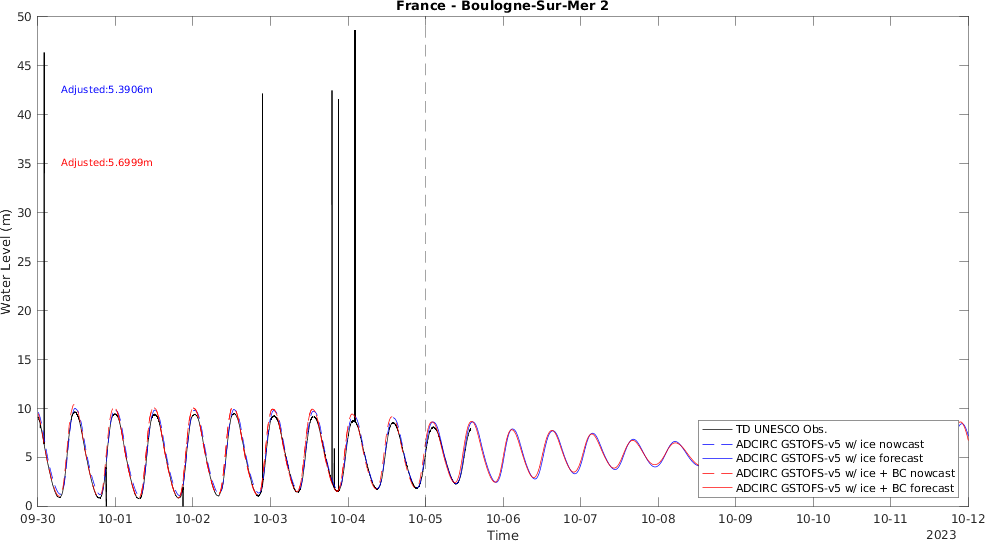 France - Boulogne-Sur-Mer 2
50
45
40
35
30
25
20
15
10
5
0
Water Level (m)
Adjusted:5.3906m
Adjusted:5.6999m
TD UNESCO Obs.
ADCIRC GSTOFS-v5 w/ ice nowcast
ADCIRC GSTOFS-v5 w/ ice forecast
ADCIRC GSTOFS-v5 w/ ice + BC nowcast
ADCIRC GSTOFS-v5 w/ ice + BC forecast
09-30 10-01 10-02 10-03 10-04 10-05 10-06 10-07 10-08 10-09 10-10 10-11 10-12
Time
2023